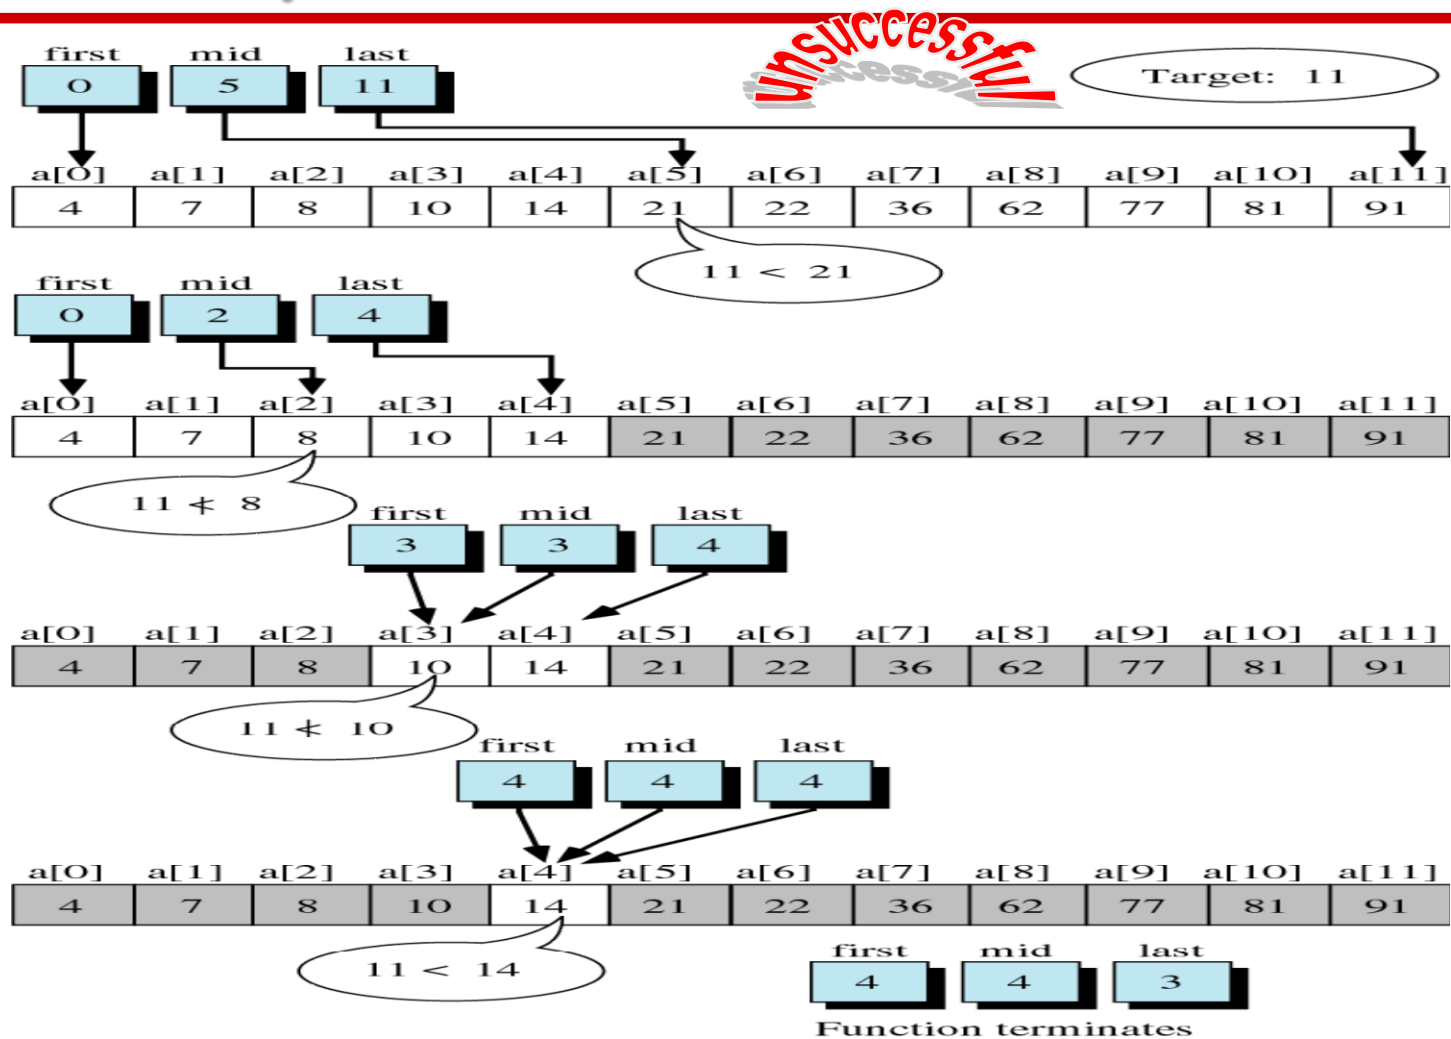 unsuccessful
Target: 11
first mid last
0 5 11
a[0] a[1] a[2] a[3] a[4] a[5] a[6] a[7] a[8] a[9] a[10] a[11]
4 7 8 10 14 21 22 36 62 77 81 91
11 < 21
first mid last
0 2 4
a[0] a[1] a[2] a[3] a[4] a[5] a[6] a[7] a[8] a[9] a[10] a[11]
4 7 8 10 14 21 22 36 62 77 81 91
11 ≮ 8
first mid last
3 3 4
a[0] a[1] a[2] a[3] a[4] a[5] a[6] a[7] a[8] a[9] a[10] a[11]
4 7 8 10 14 21 22 36 62 77 81 91
11 ≮ 10
first mid last
4 4 4
a[0] a[1] a[2] a[3] a[4] a[5] a[6] a[7] a[8] a[9] a[10] a[11]
4 7 8 10 14 21 22 36 62 77 81 91
11 < 14
first mid last
4 4 3
Function terminates